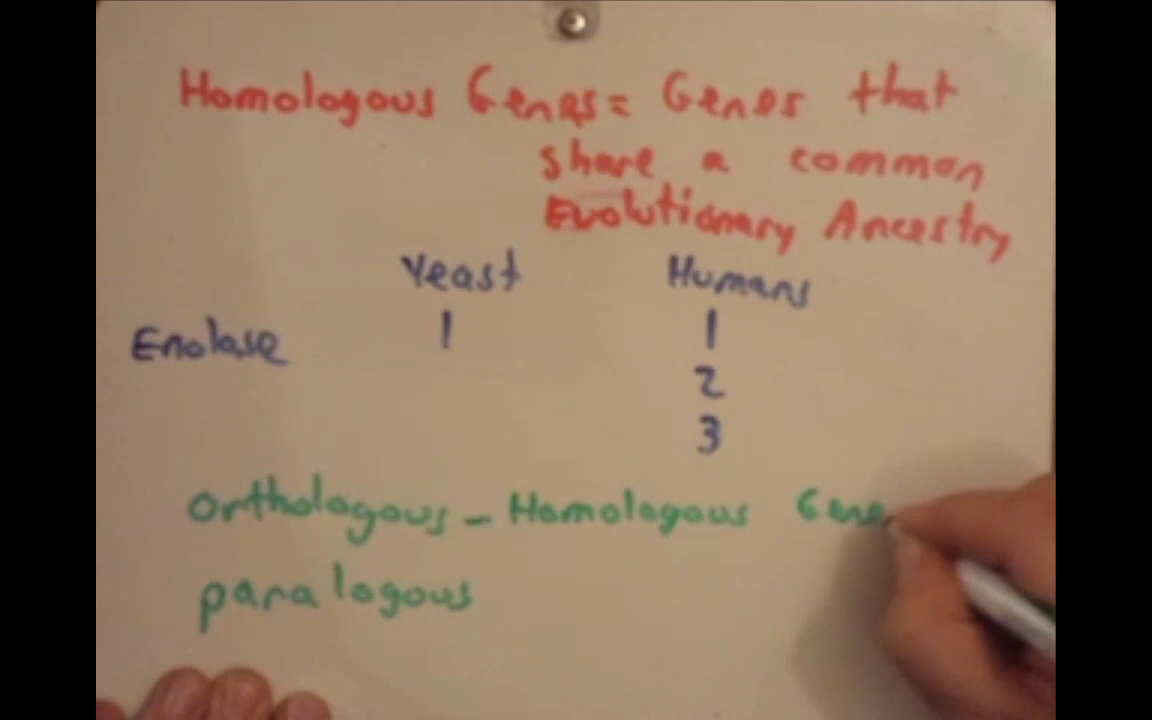 Homologous Genes = Genes that
share a common
Evolutionary Ancestry
Yeast Humans
Enolase 1 1
2
3
Orthologous - Homologous Gene
paralogous